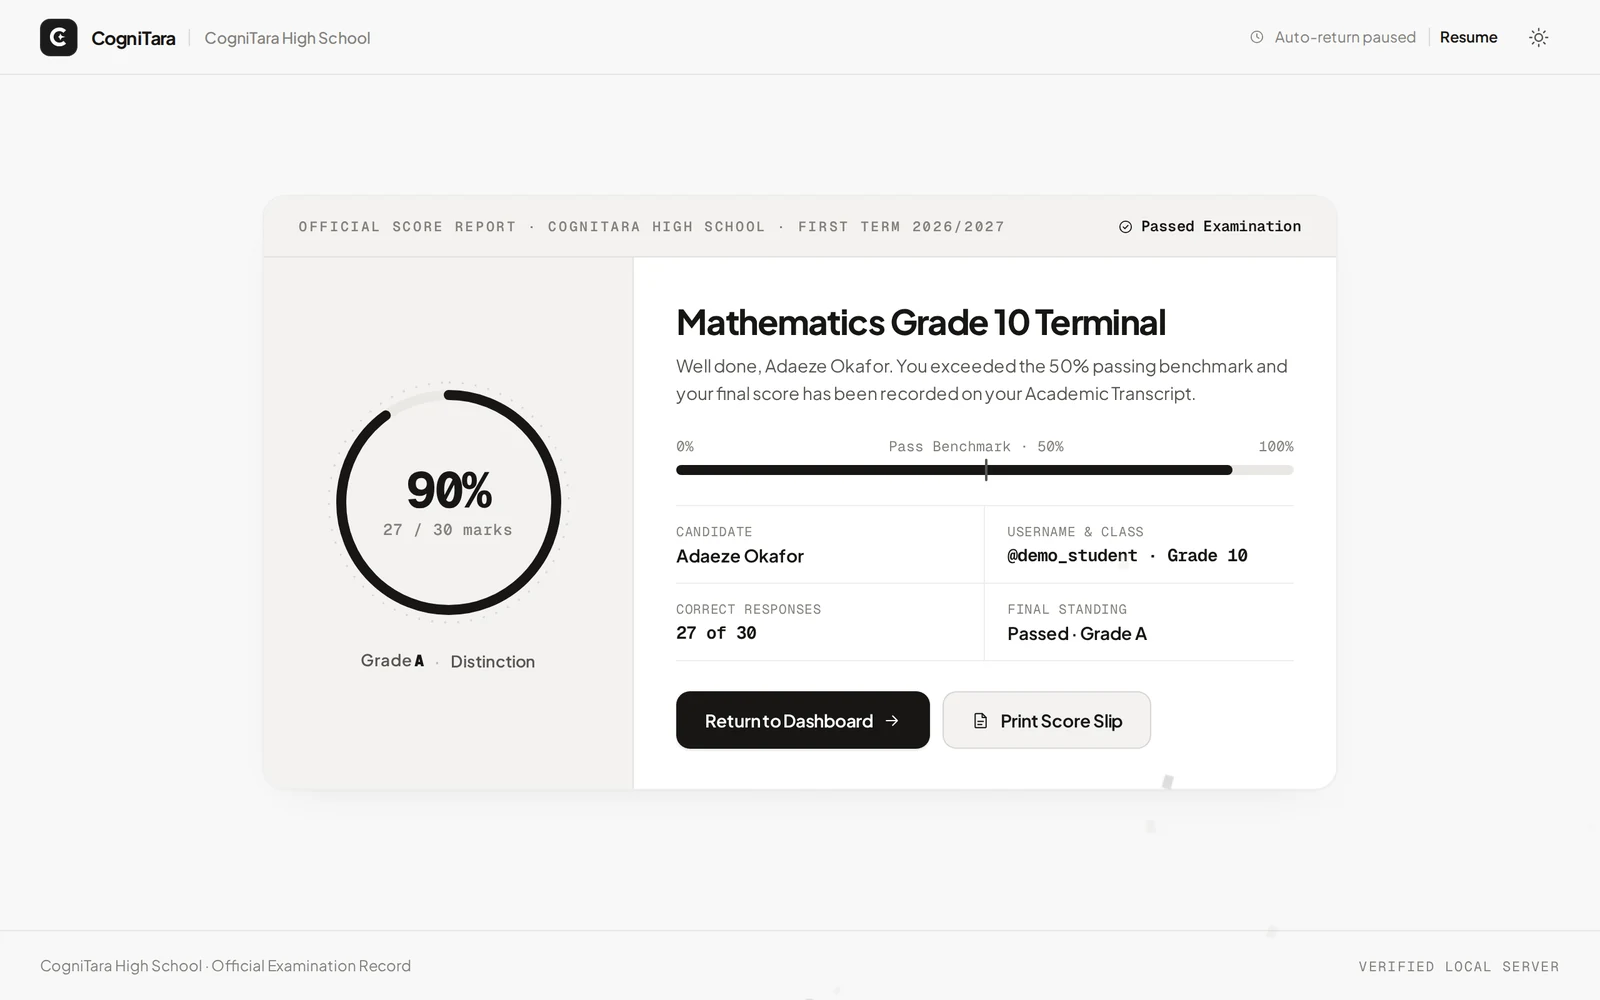 CogniTara
CogniTara High School
Auto-return paused
Resume
OFFICIAL SCORE REPORT · COGNITARA HIGH SCHOOL · FIRST TERM 2026/2027
Passed Examination
90%
27 / 30 marks
Grade A · Distinction
Mathematics Grade 10 Terminal
Well done, Adaeze Okafor. You exceeded the 50% passing benchmark and
your final score has been recorded on your Academic Transcript.
0%
Pass Benchmark · 50%
100%
CANDIDATE
Adaeze Okafor
USERNAME & CLASS
@demo_student · Grade 10
CORRECT RESPONSES
27 of 30
FINAL STANDING
Passed · Grade A
Return to Dashboard →
Print Score Slip
CogniTara High School · Official Examination Record
VERIFIED LOCAL SERVER